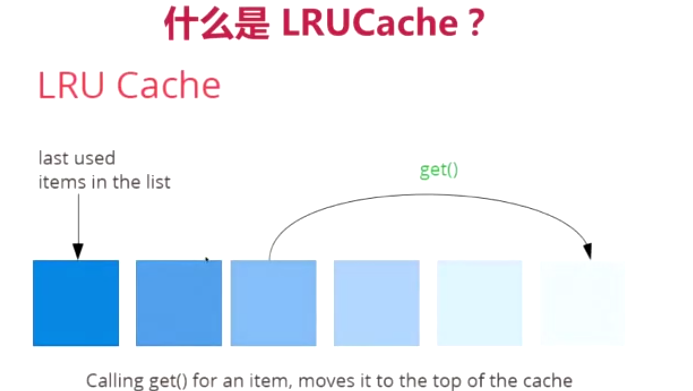 什么是 LRUCache？
LRU Cache
last used
items in the list
get()
Calling get() for an item, moves it to the top of the cache